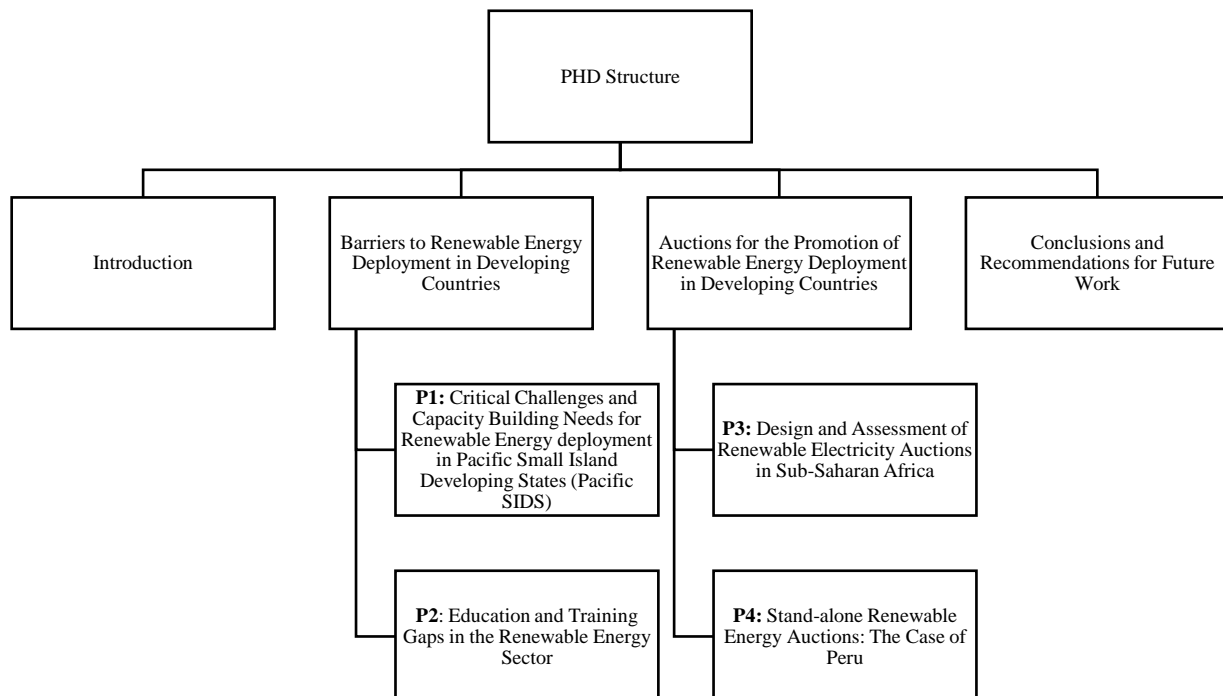 PHD Structure
Introduction
Barriers to Renewable Energy
Deployment in Developing
Countries
Auctions for the Promotion of
Renewable Energy Deployment
in Developing Countries
Conclusions and
Recommendations for Future
Work
P1: Critical Challenges and
Capacity Building Needs for
Renewable Energy deployment
in Pacific Small Island
Developing States (Pacific
SIDS)
P2: Education and Training
Gaps in the Renewable Energy
Sector
P3: Design and Assessment of
Renewable Electricity Auctions
in Sub-Saharan Africa
P4: Stand-alone Renewable
Energy Auctions: The Case of
Peru